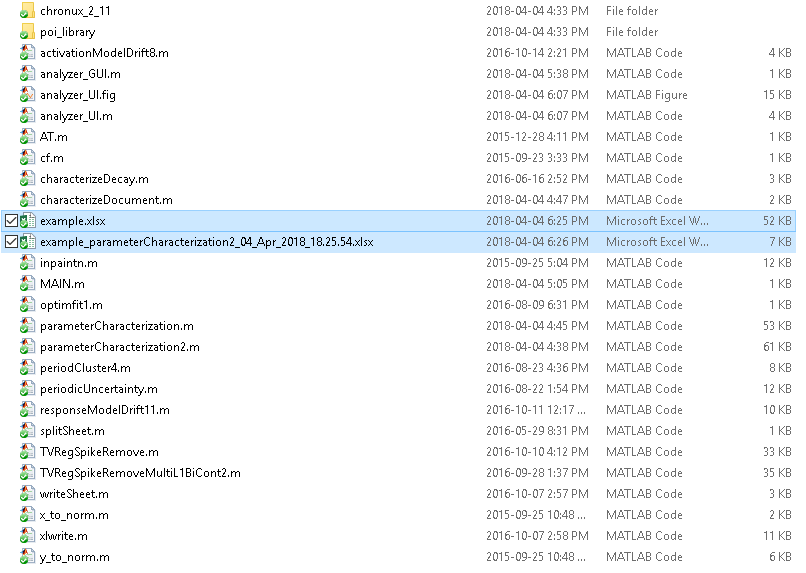 chronux_2_11 2018-04-04 4:33 PM File folder
poi_library 2018-04-04 4:33 PM File folder
activationModelDrift8.m 2016-10-14 2:21 PM MATLAB Code 4 KB
analyzer_GUI.m 2018-04-04 5:38 PM MATLAB Code 1 KB
analyzer_UI.fig 2018-04-04 6:07 PM MATLAB Figure 15 KB
analyzer_UI.m 2018-04-04 6:07 PM MATLAB Code 4 KB
AT.m 2015-12-28 4:11 PM MATLAB Code 1 KB
cf.m 2015-09-23 3:33 PM MATLAB Code 1 KB
characterizeDecay.m 2016-06-16 2:52 PM MATLAB Code 3 KB
characterizeDocument.m 2018-04-04 4:47 PM MATLAB Code 2 KB
example.xlsx 2018-04-04 6:25 PM Microsoft Excel W... 52 KB
example_parameterCharacterization2_04_Apr_2018_18.25.54.xlsx 2018-04-04 6:26 PM Microsoft Excel W... 7 KB
inpaintn.m 2015-09-25 5:04 PM MATLAB Code 12 KB
MAIN.m 2018-04-04 5:05 PM MATLAB Code 1 KB
optimfit1.m 2016-08-09 6:31 PM MATLAB Code 1 KB
parameterCharacterization.m 2018-04-04 4:45 PM MATLAB Code 53 KB
parameterCharacterization2.m 2018-04-04 4:38 PM MATLAB Code 61 KB
periodCluster4.m 2016-08-23 4:36 PM MATLAB Code 8 KB
periodicUncertainty.m 2016-08-22 1:54 PM MATLAB Code 12 KB
responseModelDrift11.m 2016-10-11 12:17 ... MATLAB Code 10 KB
splitSheet.m 2016-05-29 8:31 PM MATLAB Code 1 KB
TVRegSpikeRemove.m 2016-10-10 4:12 PM MATLAB Code 33 KB
TVRegSpikeRemoveMultiL1BiCont2.m 2016-09-28 1:37 PM MATLAB Code 35 KB
writeSheet.m 2016-10-07 2:57 PM MATLAB Code 3 KB
x_to_norm.m 2015-09-25 10:48 ... MATLAB Code 2 KB
xlwrite.m 2016-10-07 2:58 PM MATLAB Code 11 KB
y_to_norm.m 2015-09-25 10:48 ... MATLAB Code 6 KB